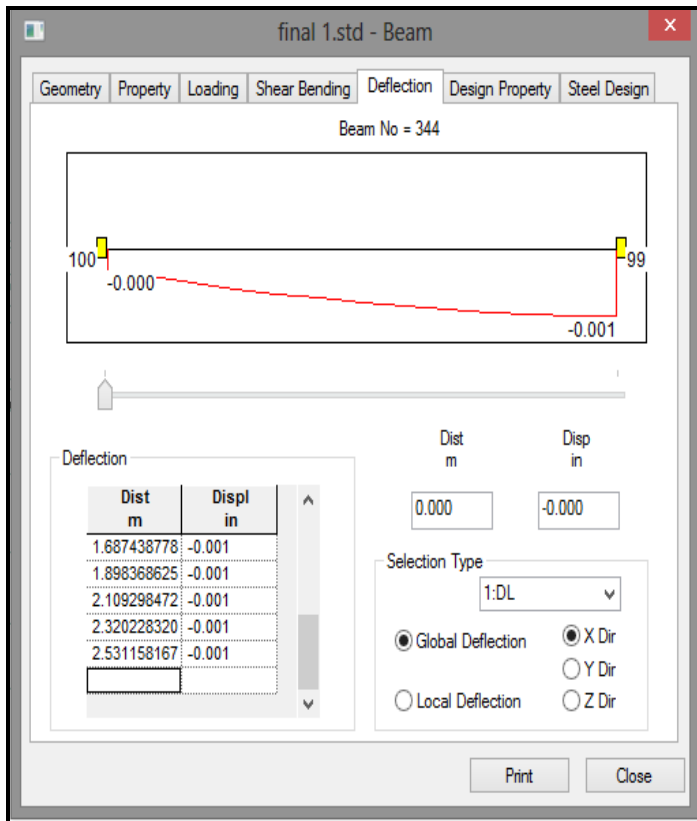 final 1.std - Beam
x
Geometry Property Loading Shear Bending Deflection Design Property Steel Design
Beam No = 344
100 99
-0.000
-0.001
Dist Disp
m in
Deflection
0.000 -0.000
Dist Displ
m in
1.687438778 -0.001
1.898368625 -0.001
2.109298472 -0.001
2.320228320 -0.001
2.531158167 -0.001
Selection Type
1:DL
Global Deflection X Dir
Y Dir
Local Deflection Z Dir
Print Close